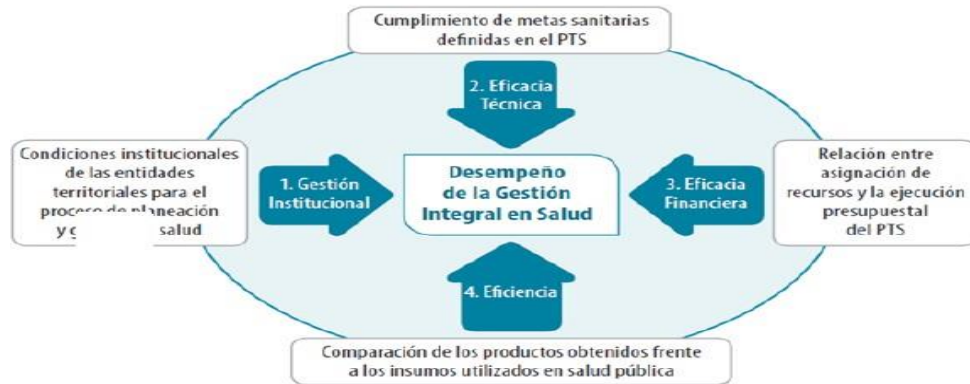 Cumplimiento de metas sanitarias
definidas en el PTS
2. Eficacia
Técnica
Condiciones institucionales
de las entidades
territoriales para el
proceso de planeación
y salud
1. Gestión
Institucional
Desempeño
de la Gestión
Integral en Salud
3. Eficacia
Financiera
Relación entre
asignación de
recursos y la ejecución
presupuestal
del PTS
4. Eficiencia
Comparación de los productos obtenidos frente
a los insumos utilizados en salud pública